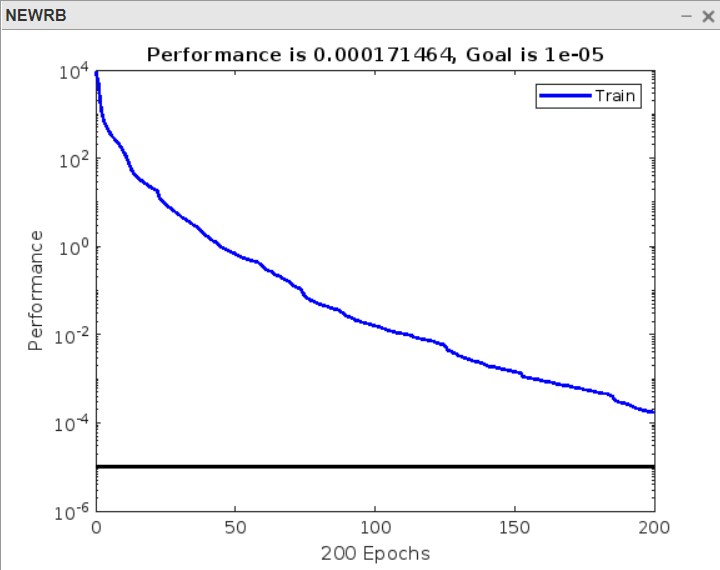 NEWRB
Performance is 0.000171464, Goal is 1e-05
Train
Performance
10^4
10^2
10^0
10^-2
10^-4
10^-6
0 50 100 150 200
200 Epochs